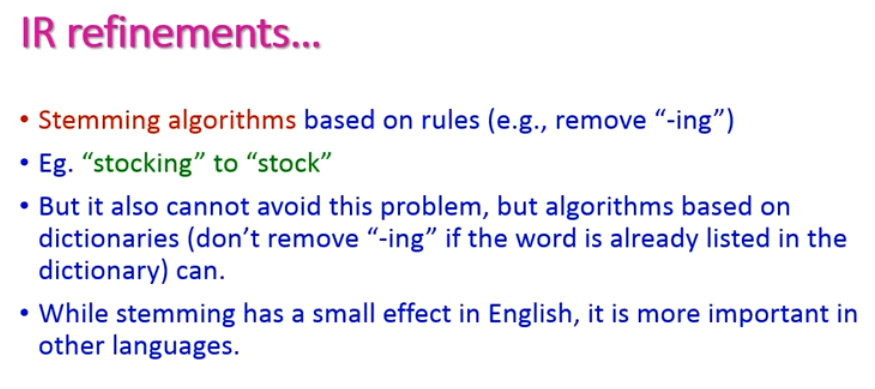 IR refinements...
• Stemming algorithms based on rules (e.g., remove “-ing”)
• Eg. “stocking” to “stock”
• But it also cannot avoid this problem, but algorithms based on
dictionaries (don’t remove “-ing” if the word is already listed in the
dictionary) can.
• While stemming has a small effect in English, it is more important in
other languages.